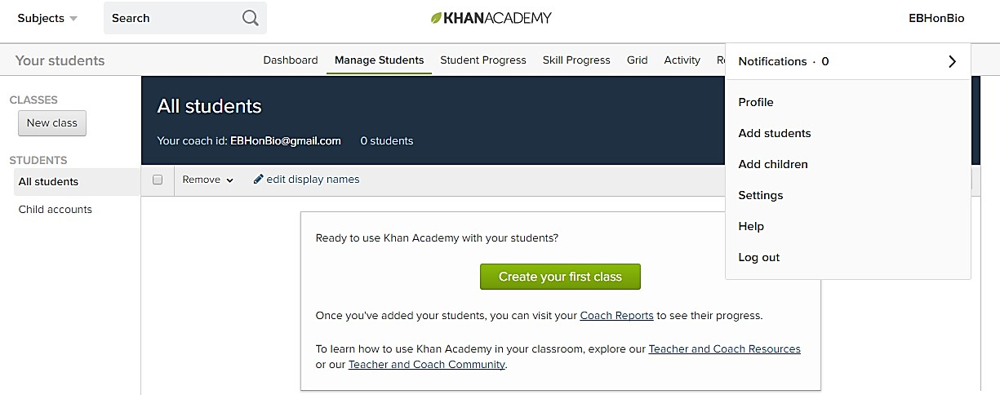 Subjects
Search
KHANACADEMY
EBHonBio
Your students
Dashboard
Manage Students
Student Progress
Skill Progress
Grid
Activity
Notifications · 0
Profile
Add students
Add children
Settings
Help
Log out
CLASSES
New class
STUDENTS
All students
Child accounts
All students
Your coach id: EBHonBio@gmail.com 0 students
Remove
edit display names
Ready to use Khan Academy with your students?
Create your first class
Once you've added your students, you can visit your Coach Reports to see their progress.
To learn how to use Khan Academy in your classroom, explore our Teacher and Coach Resources
or our Teacher and Coach Community.